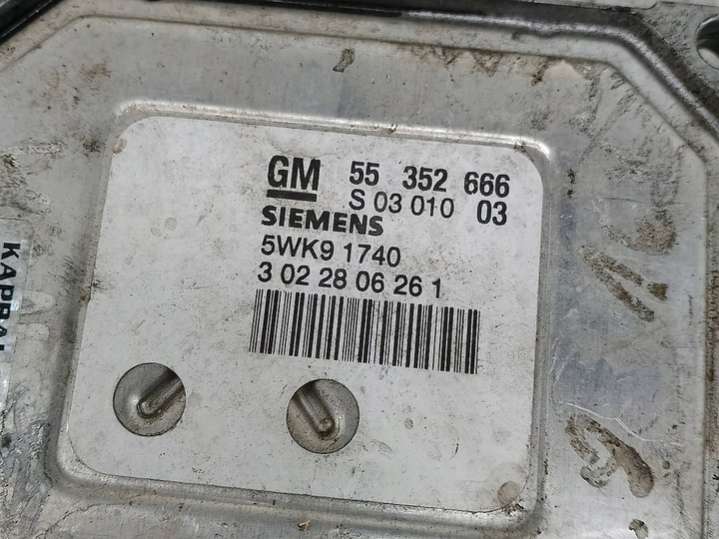 GM 55 352 666
S 03 010 03
SIEMENS
5WK9 1740
3 02 28 06 26 1